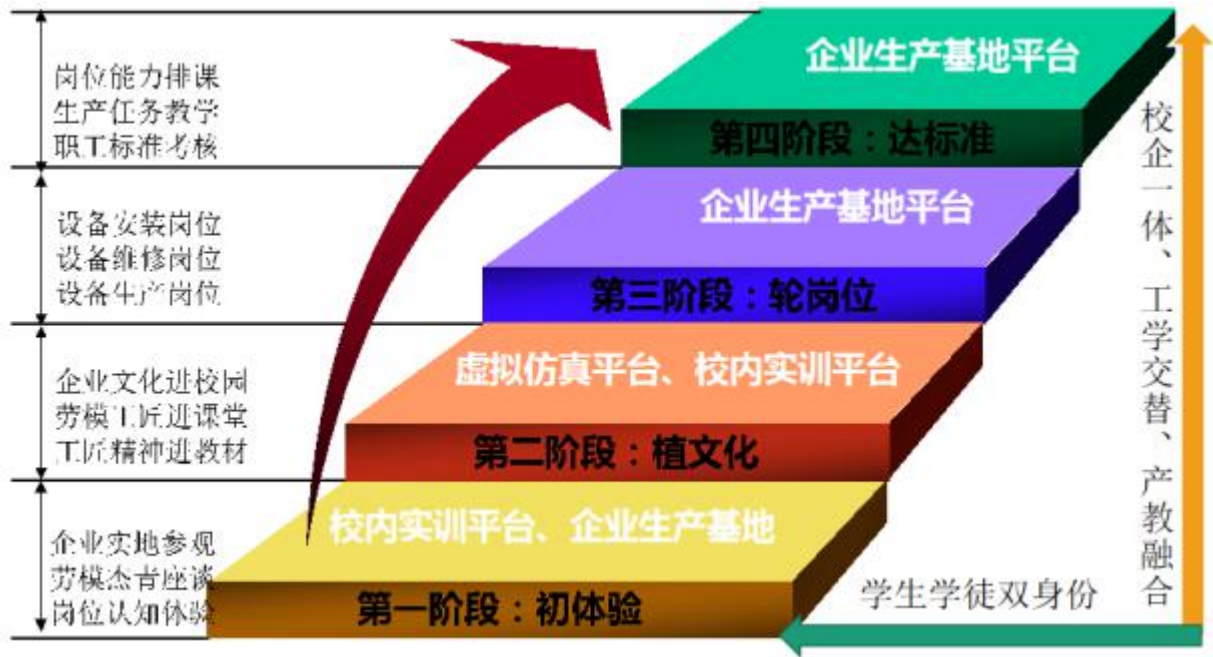 岗位能力排课
生产任务教学
职工标准考核
企业生产基地平台
第四阶段：达标准
设备安装岗位
设备维修岗位
设备生产岗位
企业生产基地平台
第三阶段：轮岗位
企业文化进校园
劳模工匠进课堂
工匠精神进教材
虚拟仿真平台、校内实训平台
第二阶段：植文化
企业实地参观
劳模杰青座谈
岗位认知体验
校内实训平台、企业生产基地
第一阶段：初体验
校企一体、工学交替、产教融合
学生学徒双身份